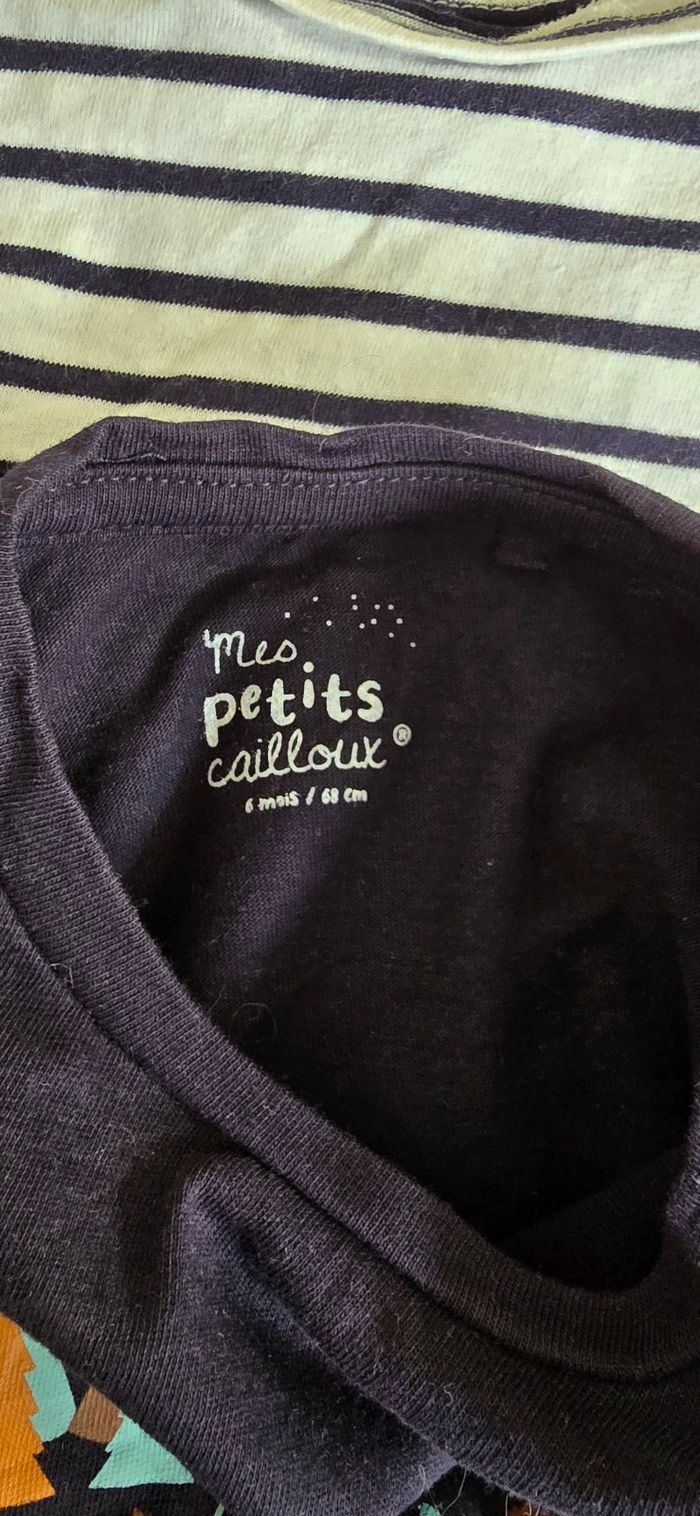 Mes
petits
cailloux®
6 mois / 68 cm